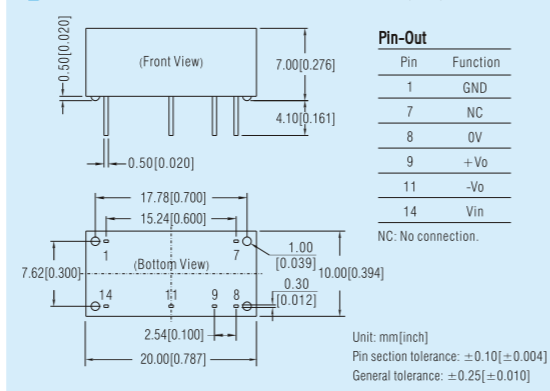 0.50[0.020]
(Front View)
7.00[0.276]
4.10[0.161]
0.50[0.020]
Pin-Out
Pin Function
1 GND
7 NC
8 0V
9 +Vo
11 -Vo
14 Vin
NC: No connection.
17.78[0.700]
15.24[0.600]
1 7
1.00
[0.039]
7.62[0.300]
(Bottom View)
10.00[0.394]
0.30
[0.012]
14 11 9 8
2.54[0.100]
20.00[0.787]
Unit: mm[inch]
Pin section tolerance: ±0.10[±0.004]
General tolerance: ±0.25[±0.010]